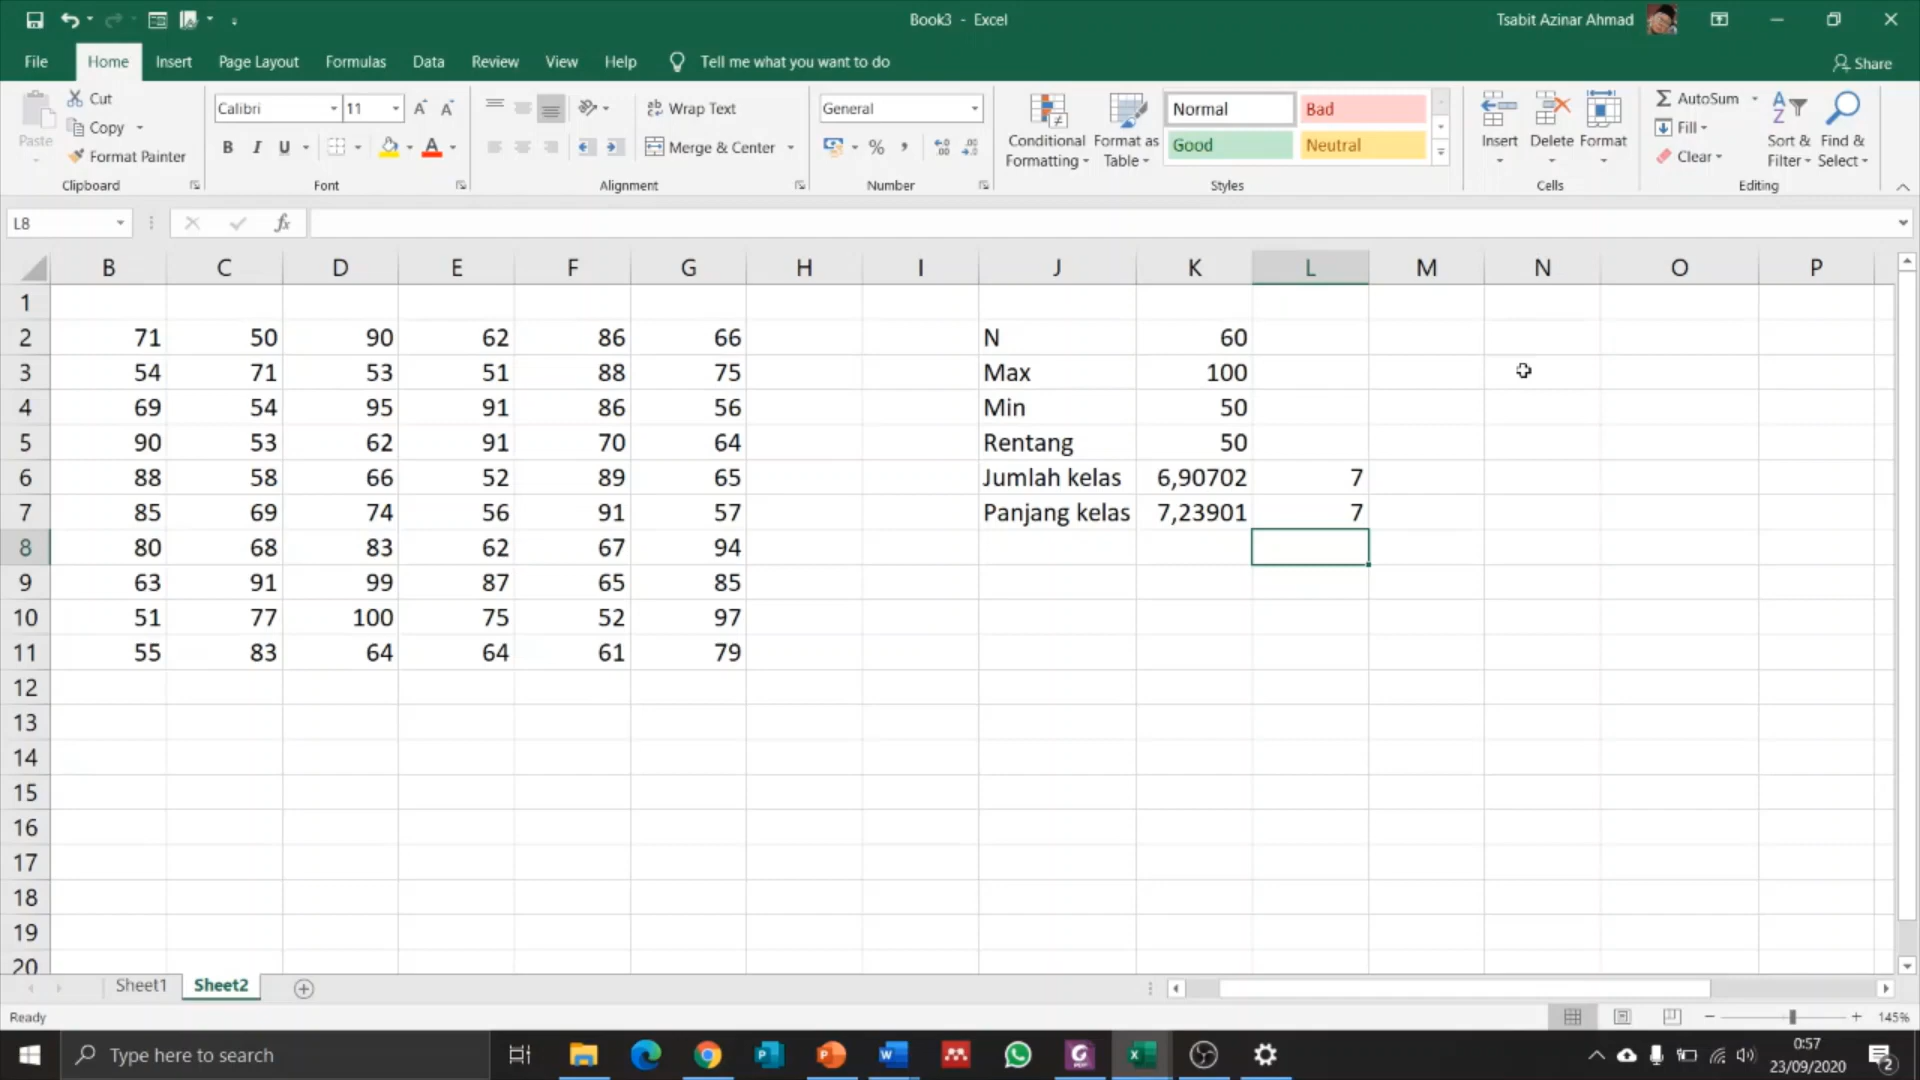 Book3 - Excel
Tsabit Azinar Ahmad
File Home Insert Page Layout Formulas Data Review View Help Tell me what you want to do
Share
Paste
Cut
Copy
Format Painter
Clipboard
Calibri 11
B I U
Font
Wrap Text
Merge & Center
Alignment
General
%
Number
Conditional Formatting
Format as Table
Normal Bad
Good Neutral
Styles
Insert Delete Format
Cells
AutoSum
Fill
Clear
Sort & Filter
Find & Select
Editing
L8
fx
B C D E F G H I J K L M N O P
1
2 71 50 90 62 86 66 N 60
3 54 71 53 51 88 75 Max 100
4 69 54 95 91 86 56 Min 50
5 90 53 62 91 70 64 Rentang 50
6 88 58 66 52 89 65 Jumlah kelas 6,90702 7
7 85 69 74 56 91 57 Panjang kelas 7,23901 7
8 80 68 83 62 67 94
9 63 91 99 87 65 85
10 51 77 100 75 52 97
11 55 83 64 64 61 79
12
13
14
15
16
17
18
19
20
Sheet1 Sheet2
Ready
145%
Type here to search
0:57
23/09/2020
2